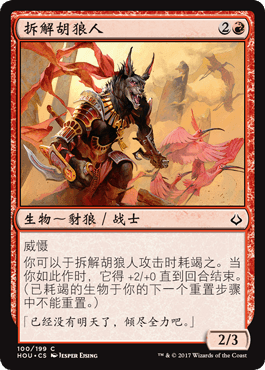 拆解胡狼人
2
生物～豺狼 / 战士
威慑
你可以于拆解胡狼人攻击时耗竭之。当
你如此作时，它得 +2/+0 直到回合结束。
（已耗竭的生物于你的下一个重置步骤
中不能重置。）
「已经没有明天了，倾尽全力吧。」
2/3
100/199 C
HOU • CS JESPER EJSING
™ & © 2017 Wizards of the Coast